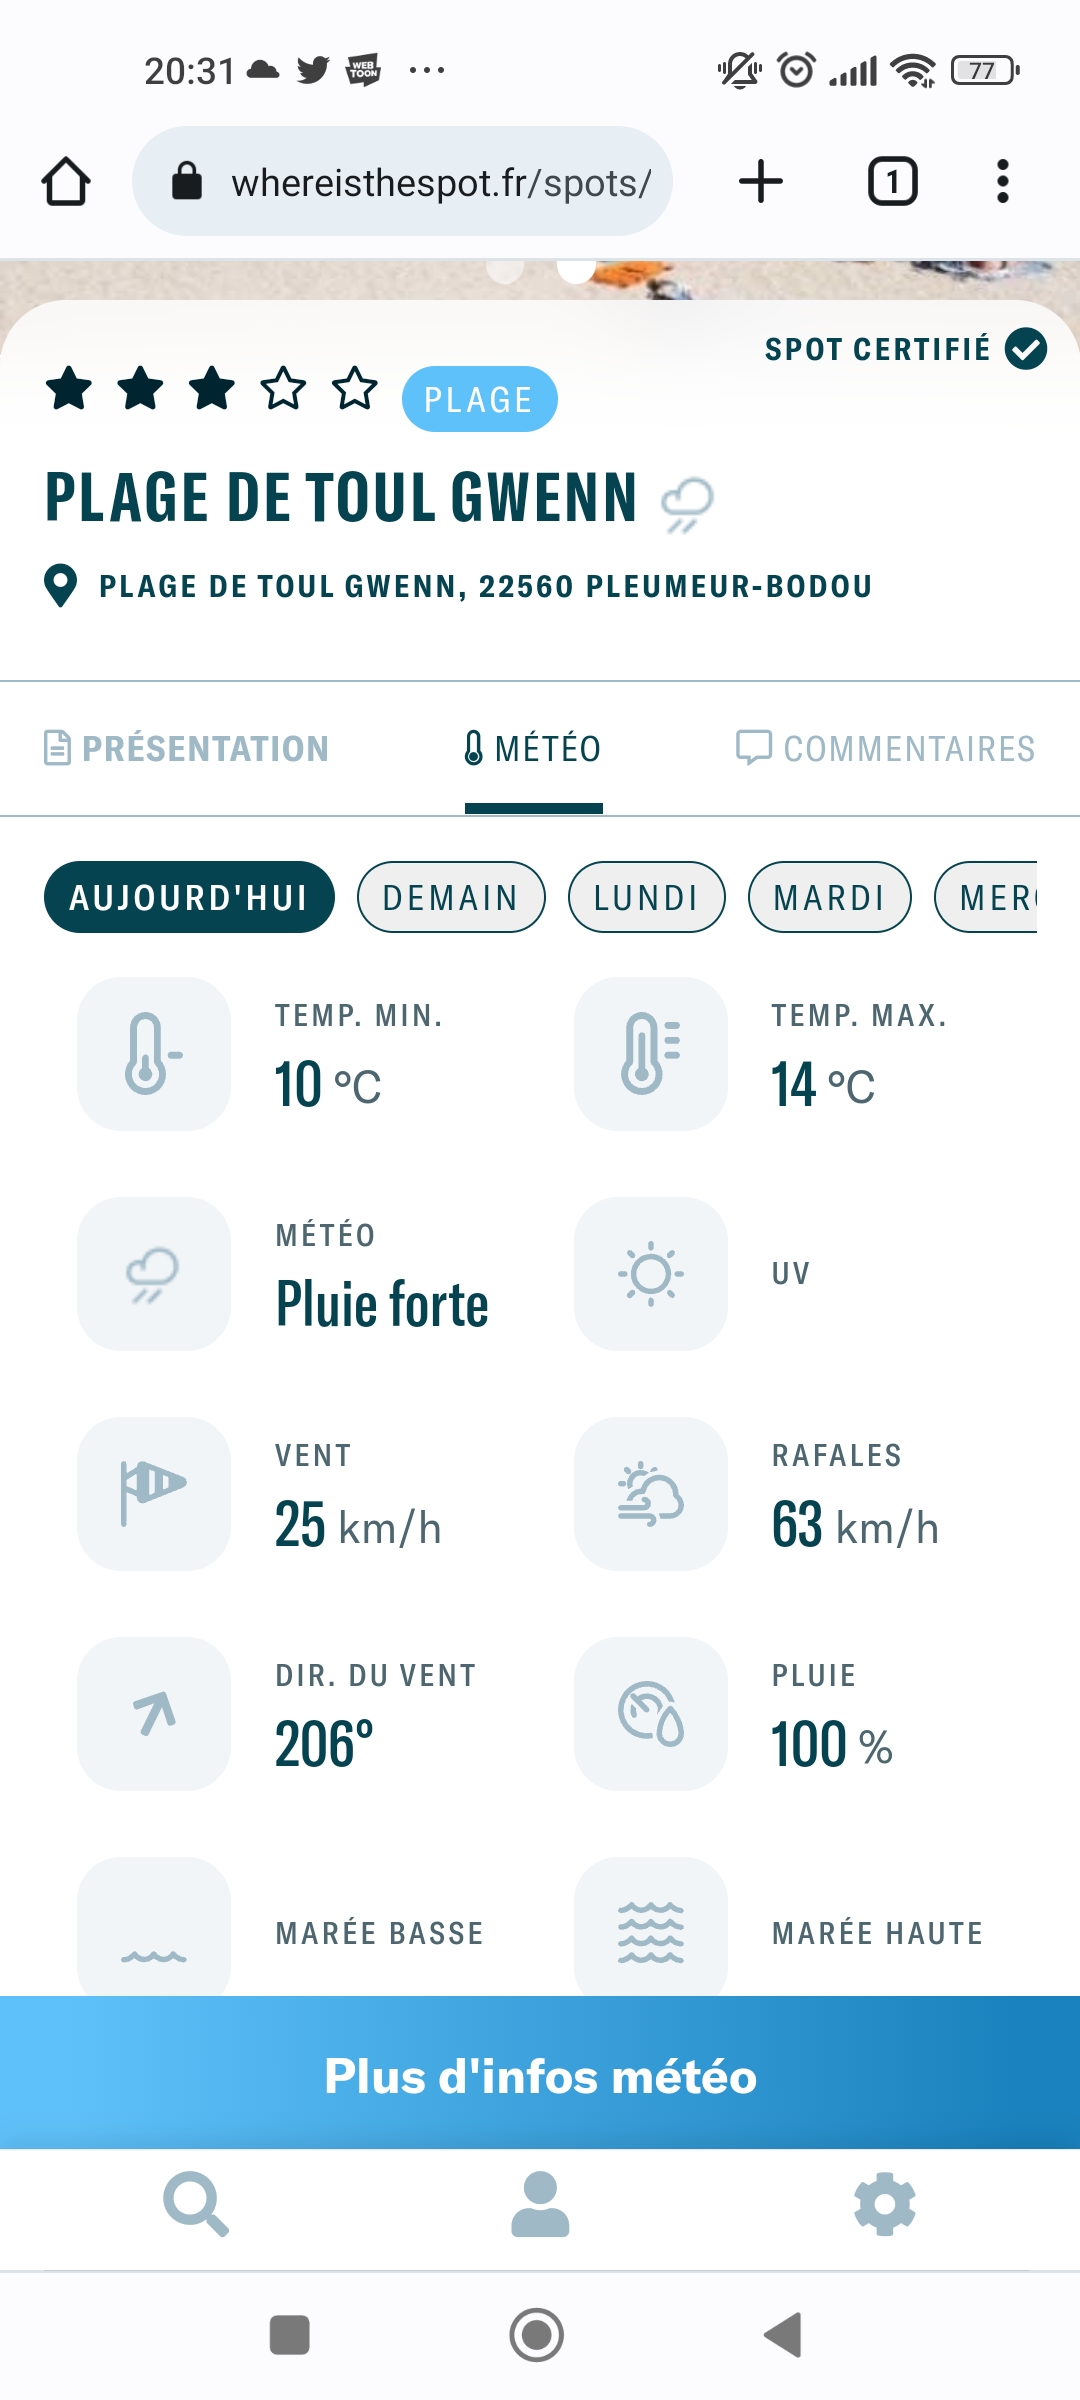 20:31
WEB TOON
77
whereisthespot.fr/spots/
1
SPOT CERTIFIÉ
PLAGE
PLAGE DE TOUL GWENN
PLAGE DE TOUL GWENN, 22560 PLEUMEUR-BODOU
PRÉSENTATION
MÉTÉO
COMMENTAIRES
AUJOURD'HUI
DEMAIN
LUNDI
MARDI
MERC
TEMP. MIN.
10 °C
TEMP. MAX.
14 °C
MÉTÉO
Pluie forte
UV
VENT
25 km/h
RAFALES
63 km/h
DIR. DU VENT
206°
PLUIE
100 %
MARÉE BASSE
MARÉE HAUTE
Plus d'infos météo